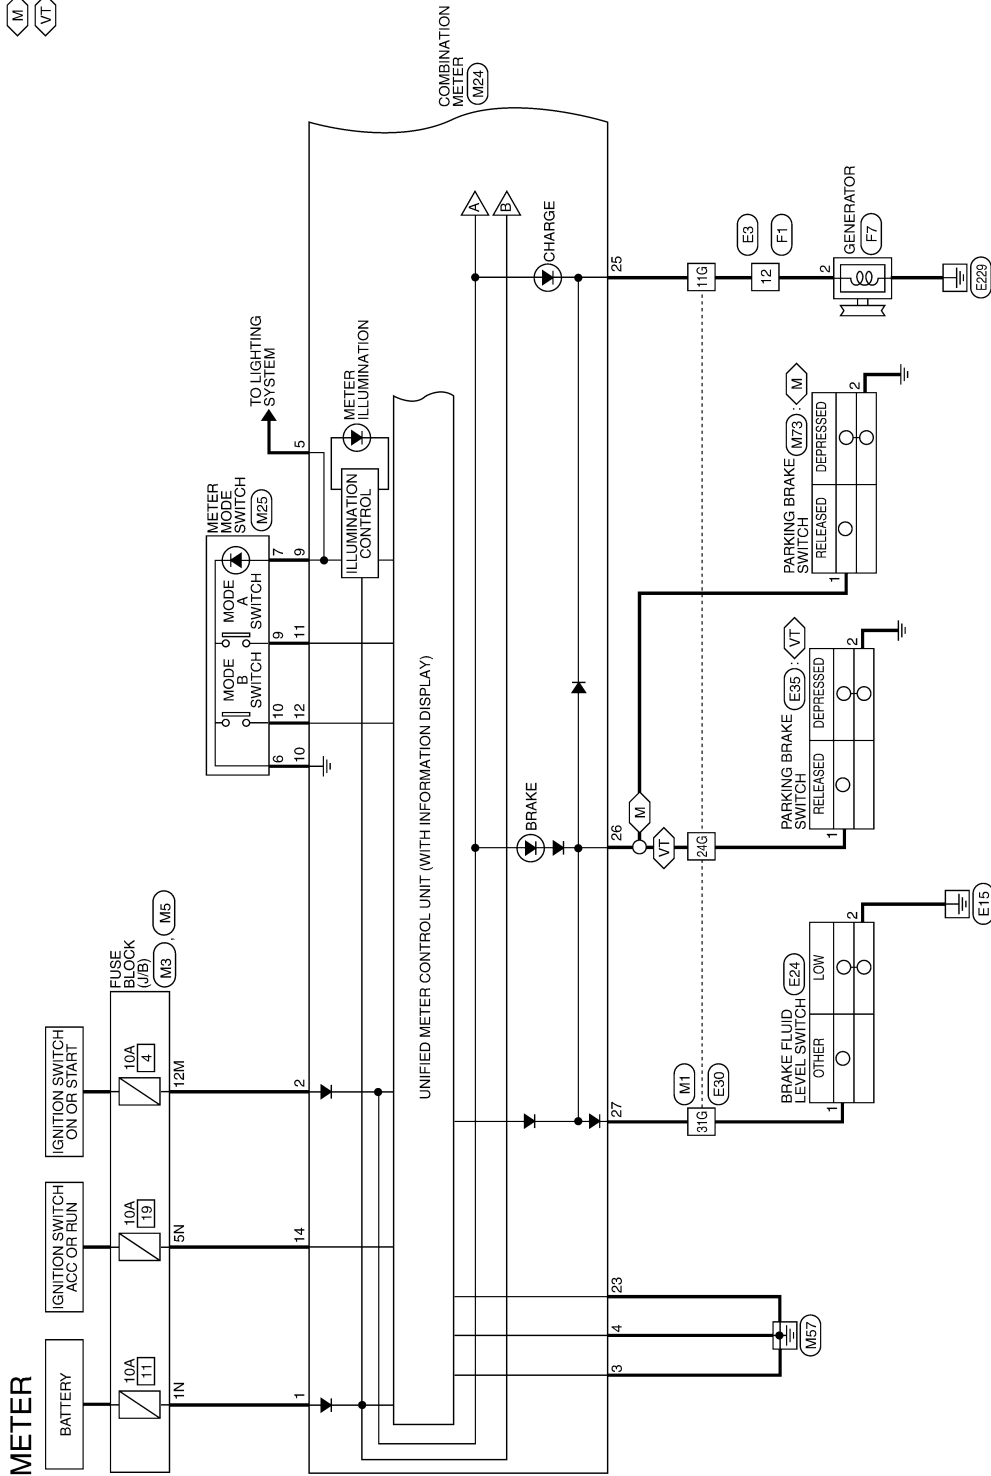 METER
BATTERY
IGNITION SWITCH
ACC OR RUN
IGNITION SWITCH
ON OR START
10A
11
10A
19
10A
4
FUSE
BLOCK
(J/B)
M3 , M5
1N
5N
12M
METER
MODE
SWITCH
M25
MODE
B
SWITCH
MODE
A
SWITCH
6
10
9
7
TO LIGHTING
SYSTEM
M
VT
1
14
2
10
12
11
9
5
ILLUMINATION
CONTROL
METER
ILLUMINATION
COMBINATION
METER
M24
UNIFIED METER CONTROL UNIT (WITH INFORMATION DISPLAY)
A
B
BRAKE
CHARGE
3
4
23
27
26
25
M57
M
VT
31G
M1
E30
24G
11G
12
E3
F1
BRAKE FLUID
LEVEL SWITCH
E24
OTHER
LOW
1
2
E15
PARKING BRAKE
SWITCH
E35 : VT
RELEASED
DEPRESSED
1
2
PARKING BRAKE
SWITCH
M73 : M
RELEASED
DEPRESSED
1
2
GENERATOR
F7
2
E229